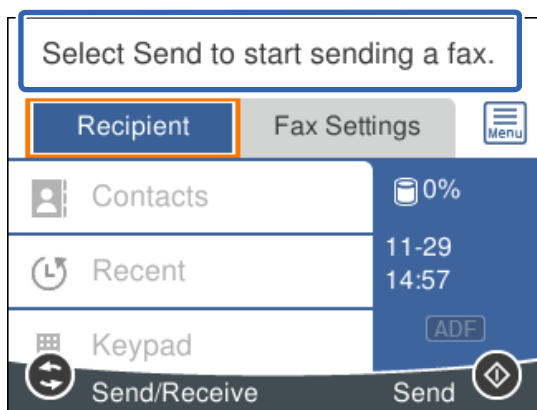 Select Send to start sending a fax.
Recipient
Fax Settings
Menu
Contacts
0%
11-29
Recent
14:57
Keypad
ADF
Send/Receive
Send